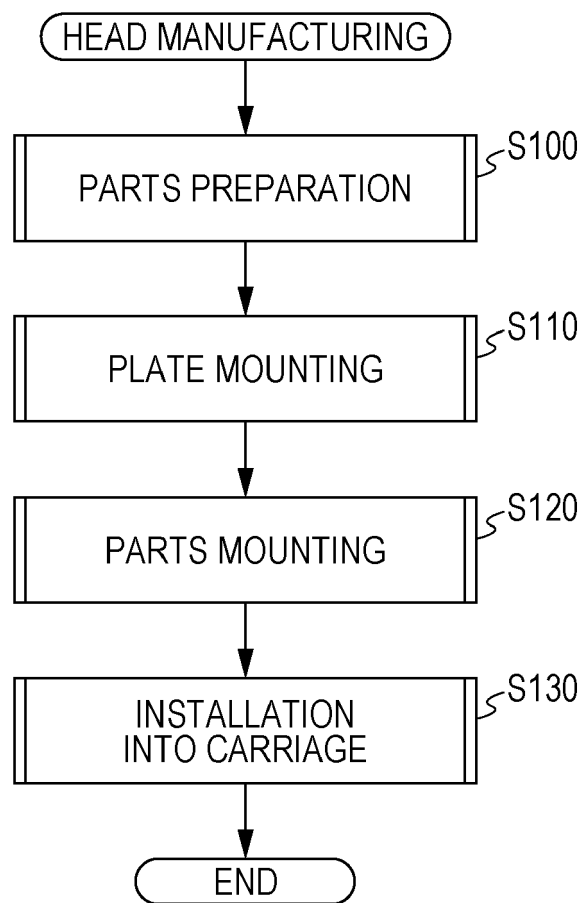 HEAD MANUFACTURING
S100
PARTS PREPARATION
S110
PLATE MOUNTING
S120
PARTS MOUNTING
S130
INSTALLATION
INTO CARRIAGE
END